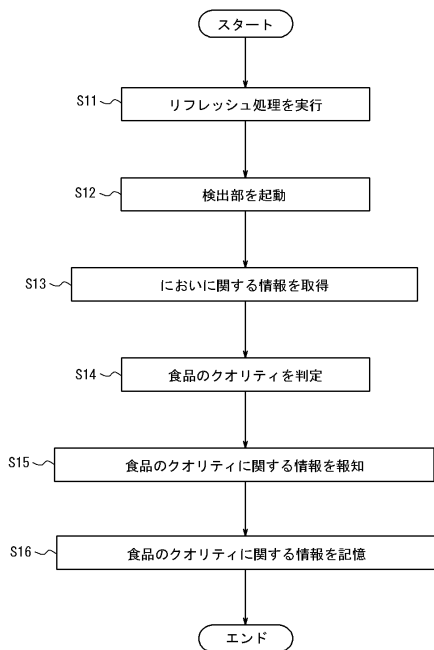 スタート
S11
リフレッシュ処理を実行
S12
検出部を起動
S13
においに関する情報を取得
S14
食品のクオリティを判定
S15
食品のクオリティに関する情報を報知
S16
食品のクオリティに関する情報を記憶
エンド